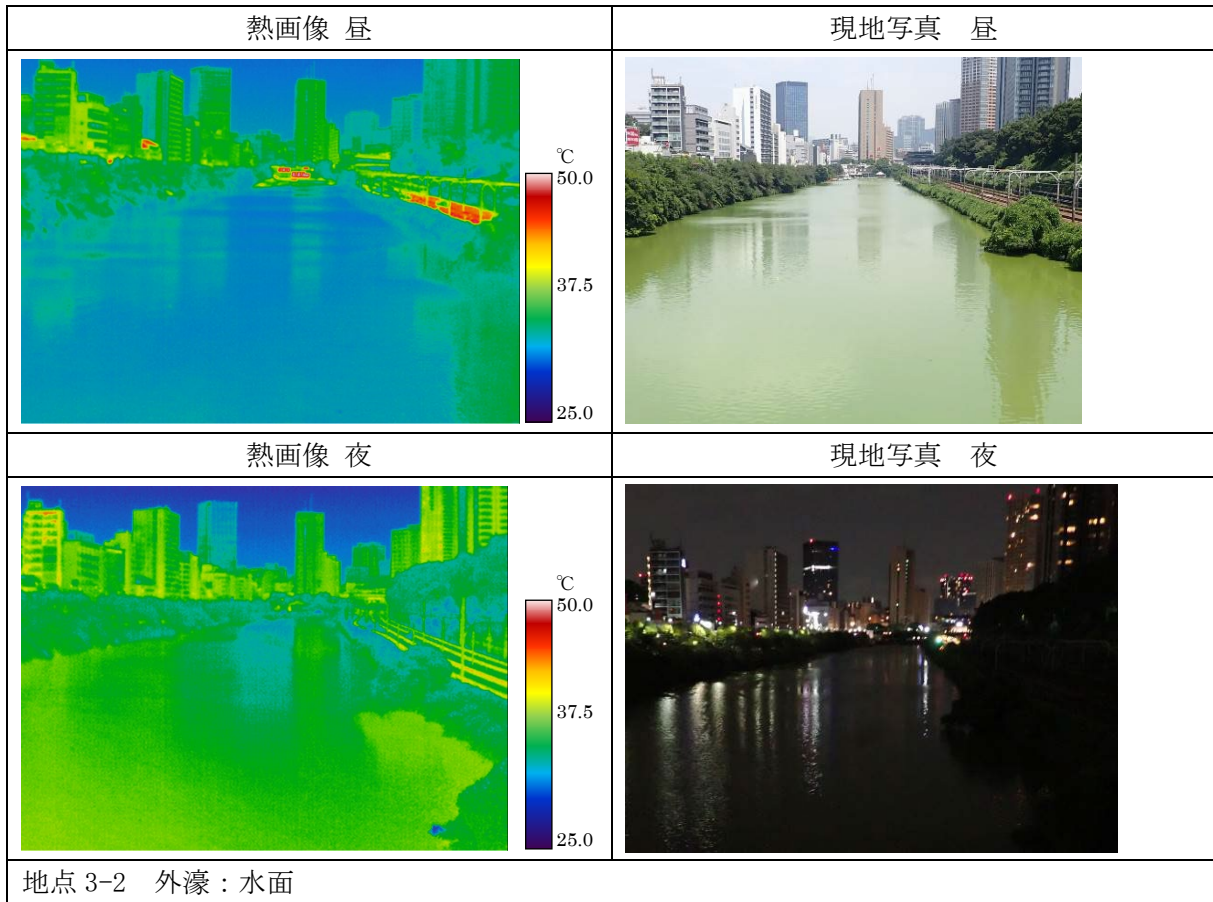 熱画像 昼
現地写真　昼
℃
50.0
37.5
25.0
熱画像 夜
現地写真　夜
℃
50.0
37.5
25.0
地点 3-2　外濠：水面